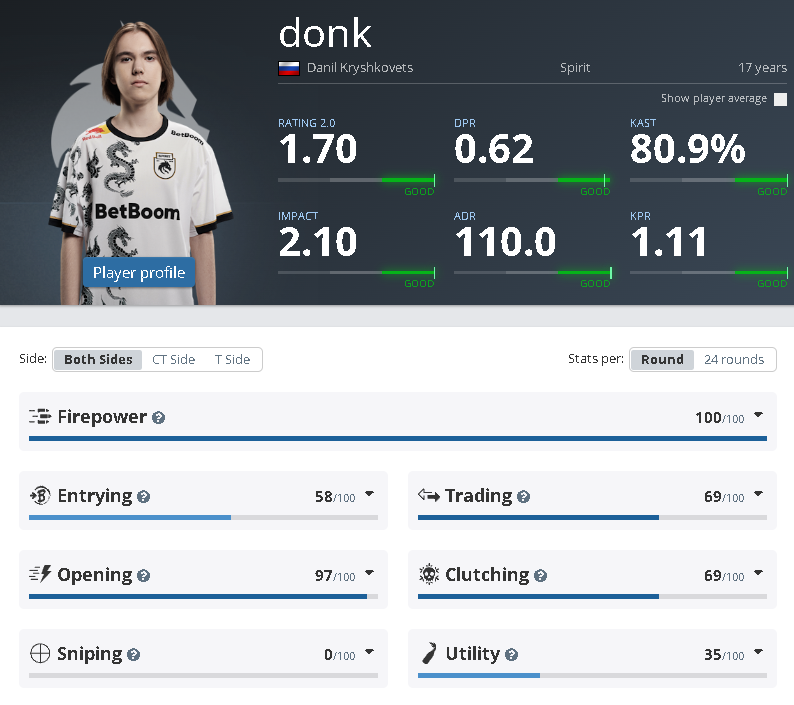 donk
Danil Kryshkovets Spirit 17 years
Show player average
RATING 2.0 DPR KAST
1.70 0.62 80.9%
GOOD GOOD GOOD
IMPACT ADR KPR
2.10 110.0 1.11
GOOD GOOD GOOD
BetBoom
BetBoom
Player profile
Side: Both Sides CT Side T Side Stats per: Round 24 rounds
Firepower ? 100/100
Entrying ? 58/100 Trading ? 69/100
Opening ? 97/100 Clutching ? 69/100
Sniping ? 0/100 Utility ? 35/100